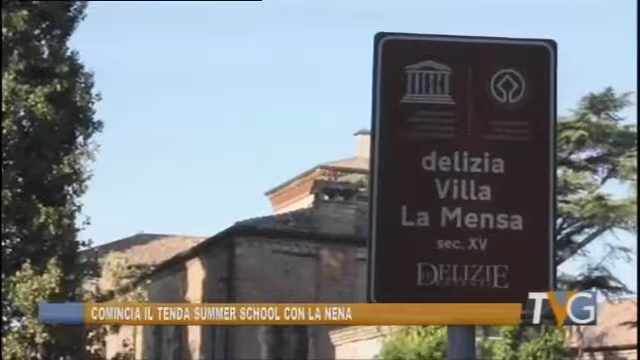 delizia
Villa
La Mensa
sec. XV
DELIZIE
COMINCIA IL TENDA SUMMER SCHOOL CON LA NENA
TVG